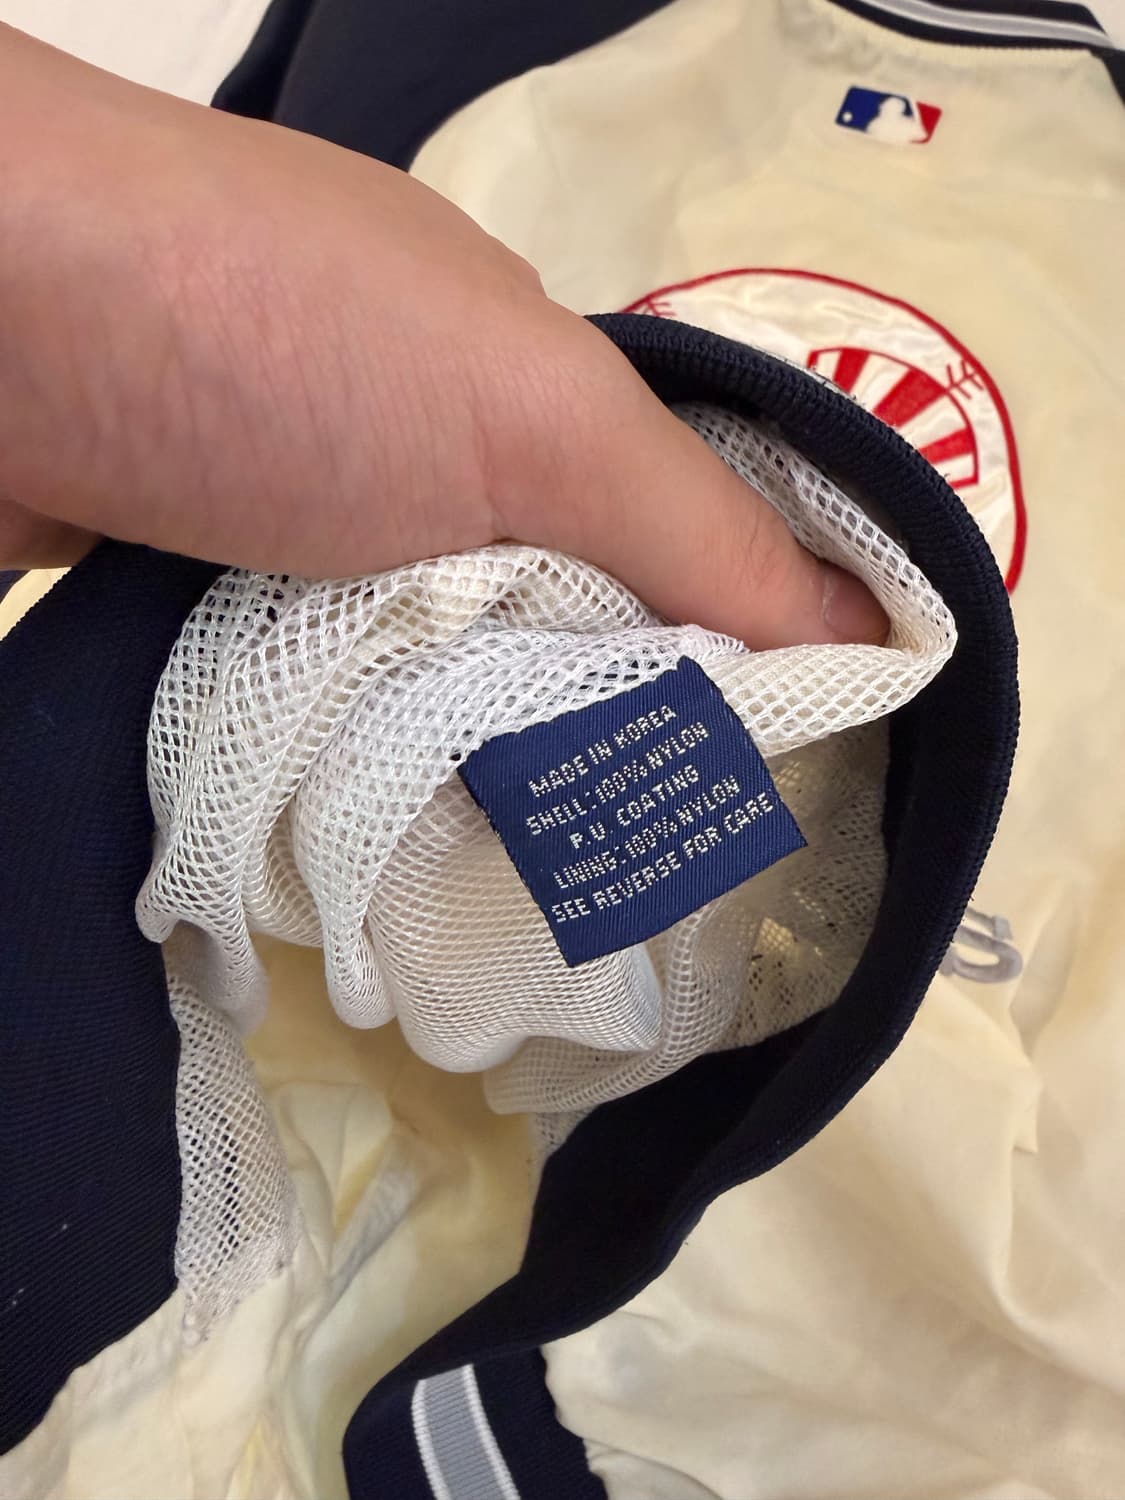 MADE IN KOREA
SHELL: 100% NYLON
P.U. COATING
LINING: 100% NYLON
SEE REVERSE FOR CARE